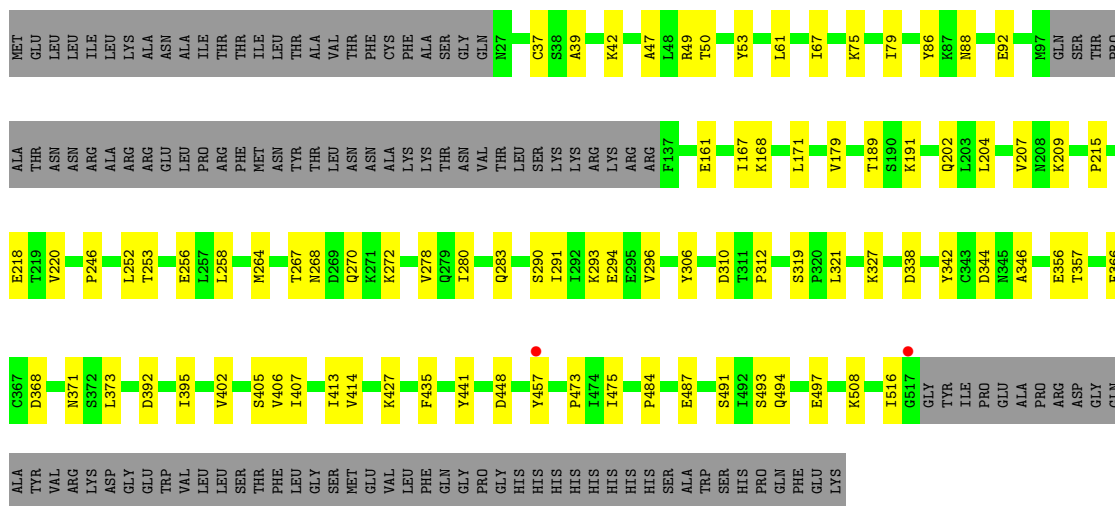 MET GLU LEU LEU ILE LEU LYS ALA ASN ALA ILE THR THR ILE LEU THR ALA VAL THR PHE CYS PHE ALA SER GLY GLN N27 C37 S38 A39 K42 A47 L48 R49 T50 Y53 L61 I67 K75 I79 Y86 K87 N88 E92 M97 GLN SER THR PRO
ALA THR ASN ASN ARG ALA ARG ARG GLU LEU PRO ARG PHE MET ASN TYR THR LEU ASN ASN ALA LYS LYS THR ASN VAL THR LEU SER LYS LYS ARG LYS ARG ARG F137 E161 I167 K168 L171 V179 T189 S190 K191 Q202 L203 L204 V207 N208 K209 P215
E218 T219 V220 P246 L252 T253 E256 L257 L258 M264 T267 N268 D269 Q270 K271 K272 V278 Q279 I280 Q283 S290 I291 I292 K293 E294 E295 V296 Y306 D310 T311 P312 S319 P320 L321 K327 D338 Y342 C343 D344 N345 A346 E356 T357 E366
C367 D368 N371 S372 L373 D392 I395 V402 S405 V406 I407 I413 V414 K427 F435 Y441 D448 Y457 P473 I474 I475 P484 E487 S491 I492 S493 Q494 E497 K508 I516 G517 GLY TYR ILE PRO GLU ALA PRO ARG ASP GLY GLN
ALA TYR VAL ARG LYS ASP GLY GLU TRP VAL LEU LEU SER THR PHE LEU GLY SER MET GLU VAL LEU PHE GLN GLY PRO GLY HIS HIS HIS HIS HIS HIS HIS HIS SER ALA TRP SER HIS PRO GLN PHE GLU LYS